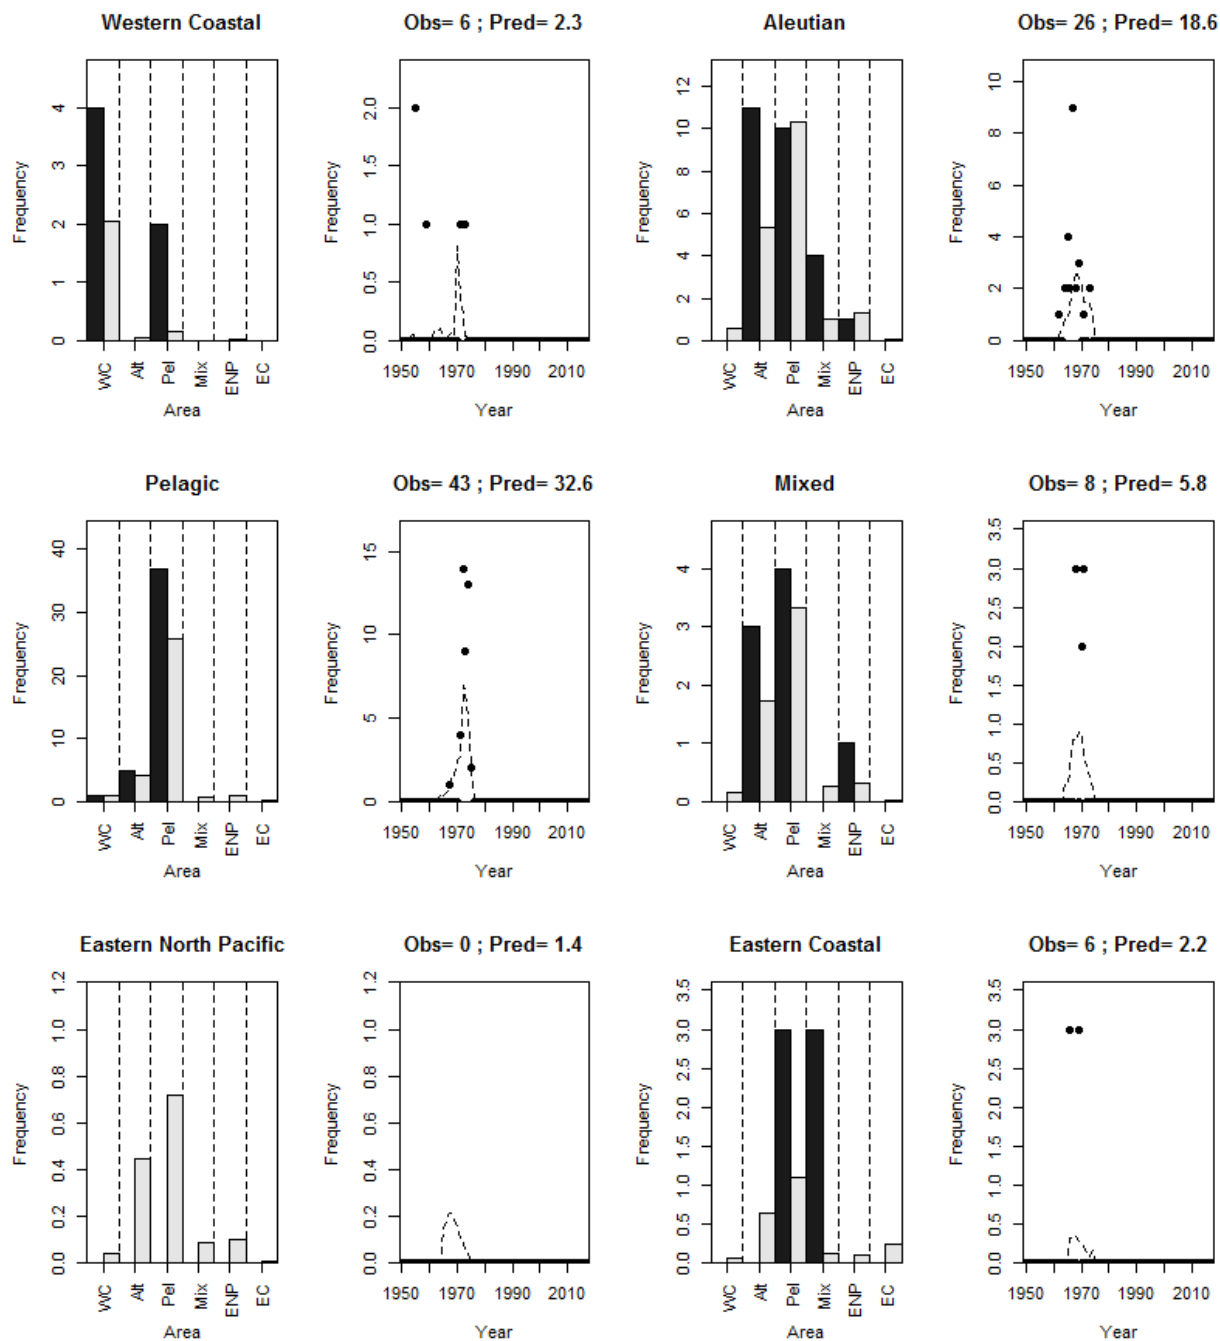 Western Coastal
Obs= 6 ; Pred= 2.3
Aleutian
Obs= 26 ; Pred= 18.6
Frequency
0 1 2 3 4
WC Alt Pel Mix ENP EC
Area
Frequency
0.0 0.5 1.0 1.5 2.0
1950 1970 1990 2010
Year
Frequency
0 2 4 6 8 10 12
WC Alt Pel Mix ENP EC
Area
Frequency
0 2 4 6 8 10
1950 1970 1990 2010
Year
Pelagic
Obs= 43 ; Pred= 32.6
Mixed
Obs= 8 ; Pred= 5.8
Frequency
0 10 20 30 40
WC Alt Pel Mix ENP EC
Area
Frequency
0 5 10 15
1950 1970 1990 2010
Year
Frequency
0 1 2 3 4
WC Alt Pel Mix ENP EC
Area
Frequency
0.0 0.5 1.0 1.5 2.0 2.5 3.0 3.5
1950 1970 1990 2010
Year
Eastern North Pacific
Obs= 0 ; Pred= 1.4
Eastern Coastal
Obs= 6 ; Pred= 2.2
Frequency
0.0 0.2 0.4 0.6 0.8 1.0 1.2
WC Alt Pel Mix ENP EC
Area
Frequency
0.0 0.2 0.4 0.6 0.8 1.0 1.2
1950 1970 1990 2010
Year
Frequency
0.0 0.5 1.0 1.5 2.0 2.5 3.0 3.5
WC Alt Pel Mix ENP EC
Area
Frequency
0.0 0.5 1.0 1.5 2.0 2.5 3.0 3.5
1950 1970 1990 2010
Year